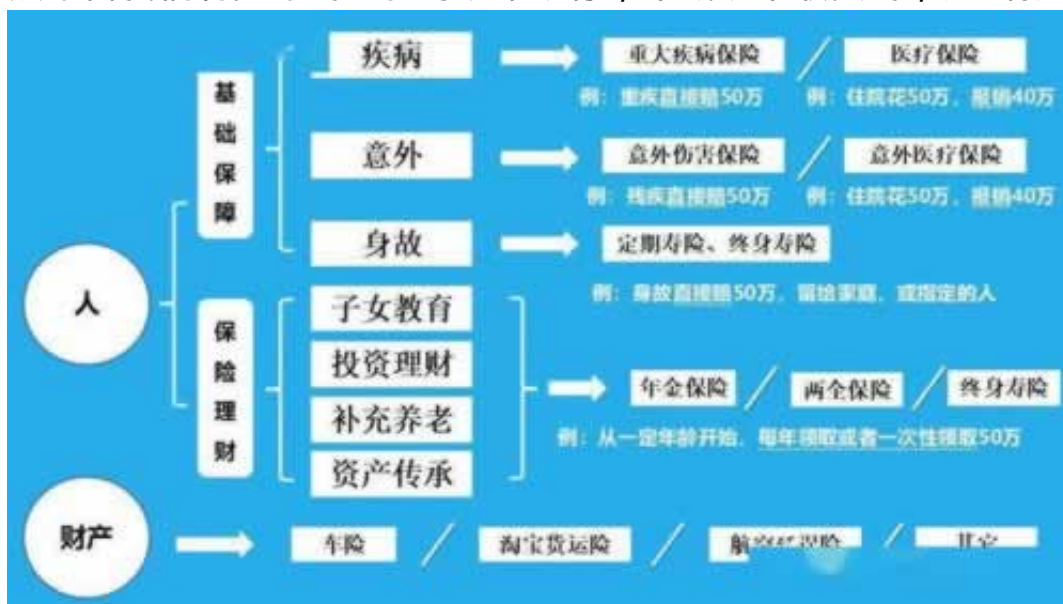 疾病
重大疾病保险
医疗保险
例：重疾直接赔50万
例：住院花50万，报销40万
基础保障
意外
意外伤害保险
意外医疗保险
例：残疾直接赔50万
例：住院花50万，报销40万
身故
定期寿险、终身寿险
例：身故直接赔50万，留给家庭，或指定的人
人
保险理财
子女教育
投资理财
补充养老
资产传承
年金保险
两全保险
终身寿险
例：从一定年龄开始，每年领取或者一次性领取50万
财产
车险
淘宝货运险